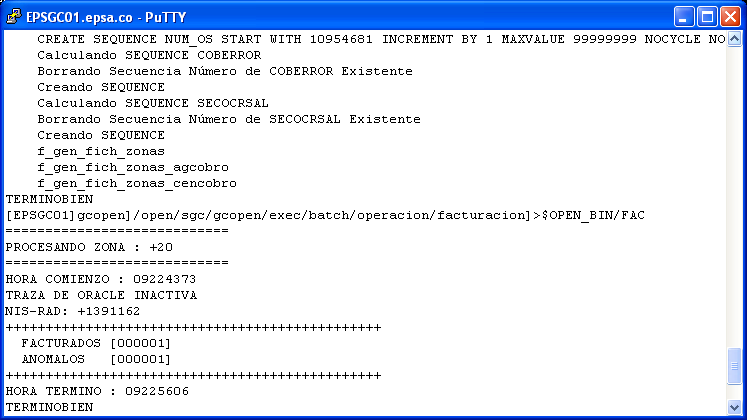 EPSGC01.epsa.co - PuTTY
CREATE SEQUENCE NUM_OS START WITH 10954681 INCREMENT BY 1 MAXVALUE 99999999 NOCYCLE NO
Calculando SEQUENCE COBERROR
Borrando Secuencia Número de COBERROR Existente
Creando SEQUENCE
Calculando SEQUENCE SECOCRSAL
Borrando Secuencia Número de SECOCRSAL Existente
Creando SEQUENCE
f_gen_fich_zonas
f_gen_fich_zonas_agcobro
f_gen_fich_zonas_cencobro
TERMINOBIEN
[EPSGC01]gcopen]/open/sgc/gcopen/exec/batch/operacion/facturacion]>$OPEN_BIN/FAC
============================
PROCESANDO ZONA : +20
============================
HORA COMIENZO : 09224373
TRAZA DE ORACLE INACTIVA
NIS-RAD: +1391162
+++++++++++++++++++++++++++++++++++++++++++++++
FACTURADOS [000001]
ANOMALOS   [000001]
+++++++++++++++++++++++++++++++++++++++++++++++
HORA TERMINO : 09225606
TERMINOBIEN